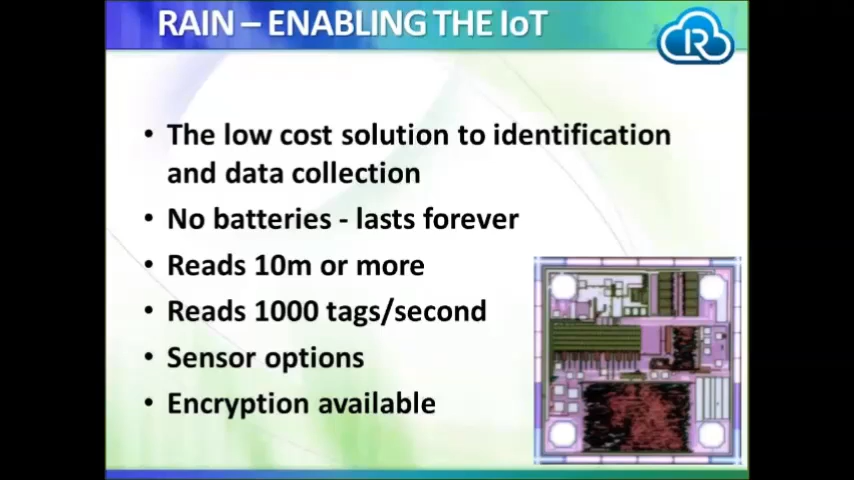 RAIN – ENABLING THE IoT
R
• The low cost solution to identification
and data collection
• No batteries - lasts forever
• Reads 10m or more
• Reads 1000 tags/second
• Sensor options
• Encryption available